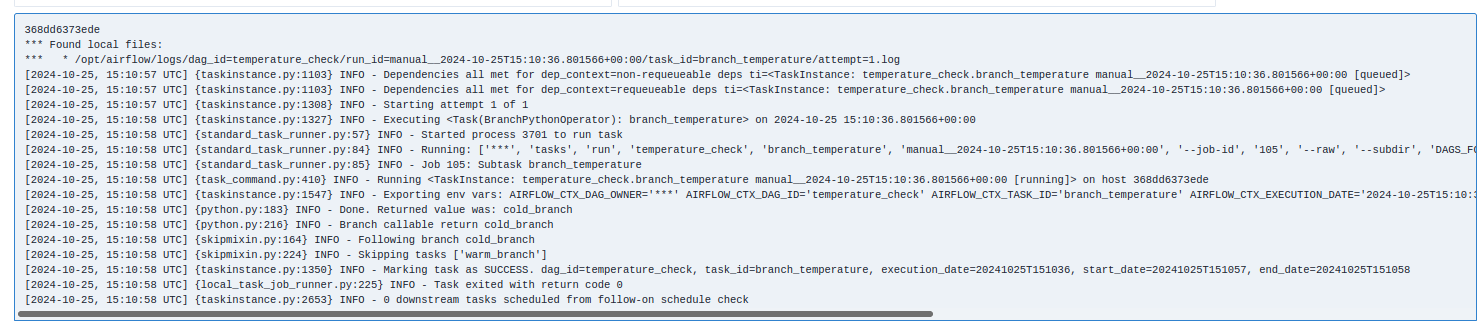 368dd6373ede
*** Found local files:
***   * /opt/airflow/logs/dag_id=temperature_check/run_id=manual__2024-10-25T15:10:36.801566+00:00/task_id=branch_temperature/attempt=1.log
[2024-10-25, 15:10:57 UTC] {taskinstance.py:1103} INFO - Dependencies all met for dep_context=non-requeueable deps ti=<TaskInstance: temperature_check.branch_temperature manual__2024-10-25T15:10:36.801566+00:00 [queued]>
[2024-10-25, 15:10:57 UTC] {taskinstance.py:1103} INFO - Dependencies all met for dep_context=requeueable deps ti=<TaskInstance: temperature_check.branch_temperature manual__2024-10-25T15:10:36.801566+00:00 [queued]>
[2024-10-25, 15:10:57 UTC] {taskinstance.py:1308} INFO - Starting attempt 1 of 1
[2024-10-25, 15:10:58 UTC] {taskinstance.py:1327} INFO - Executing <Task(BranchPythonOperator): branch_temperature> on 2024-10-25 15:10:36.801566+00:00
[2024-10-25, 15:10:58 UTC] {standard_task_runner.py:57} INFO - Started process 3701 to run task
[2024-10-25, 15:10:58 UTC] {standard_task_runner.py:84} INFO - Running: ['***', 'tasks', 'run', 'temperature_check', 'branch_temperature', 'manual__2024-10-25T15:10:36.801566+00:00', '--job-id', '105', '--raw', '--subdir', 'DAGS_FO
[2024-10-25, 15:10:58 UTC] {standard_task_runner.py:85} INFO - Job 105: Subtask branch_temperature
[2024-10-25, 15:10:58 UTC] {task_command.py:410} INFO - Running <TaskInstance: temperature_check.branch_temperature manual__2024-10-25T15:10:36.801566+00:00 [running]> on host 368dd6373ede
[2024-10-25, 15:10:58 UTC] {taskinstance.py:1547} INFO - Exporting env vars: AIRFLOW_CTX_DAG_OWNER='***' AIRFLOW_CTX_DAG_ID='temperature_check' AIRFLOW_CTX_TASK_ID='branch_temperature' AIRFLOW_CTX_EXECUTION_DATE='2024-10-25T15:10:3
[2024-10-25, 15:10:58 UTC] {python.py:183} INFO - Done. Returned value was: cold_branch
[2024-10-25, 15:10:58 UTC] {python.py:216} INFO - Branch callable return cold_branch
[2024-10-25, 15:10:58 UTC] {skipmixin.py:164} INFO - Following branch cold_branch
[2024-10-25, 15:10:58 UTC] {skipmixin.py:224} INFO - Skipping tasks ['warm_branch']
[2024-10-25, 15:10:58 UTC] {taskinstance.py:1350} INFO - Marking task as SUCCESS. dag_id=temperature_check, task_id=branch_temperature, execution_date=20241025T151036, start_date=20241025T151057, end_date=20241025T151058
[2024-10-25, 15:10:58 UTC] {local_task_job_runner.py:225} INFO - Task exited with return code 0
[2024-10-25, 15:10:58 UTC] {taskinstance.py:2653} INFO - 0 downstream tasks scheduled from follow-on schedule check